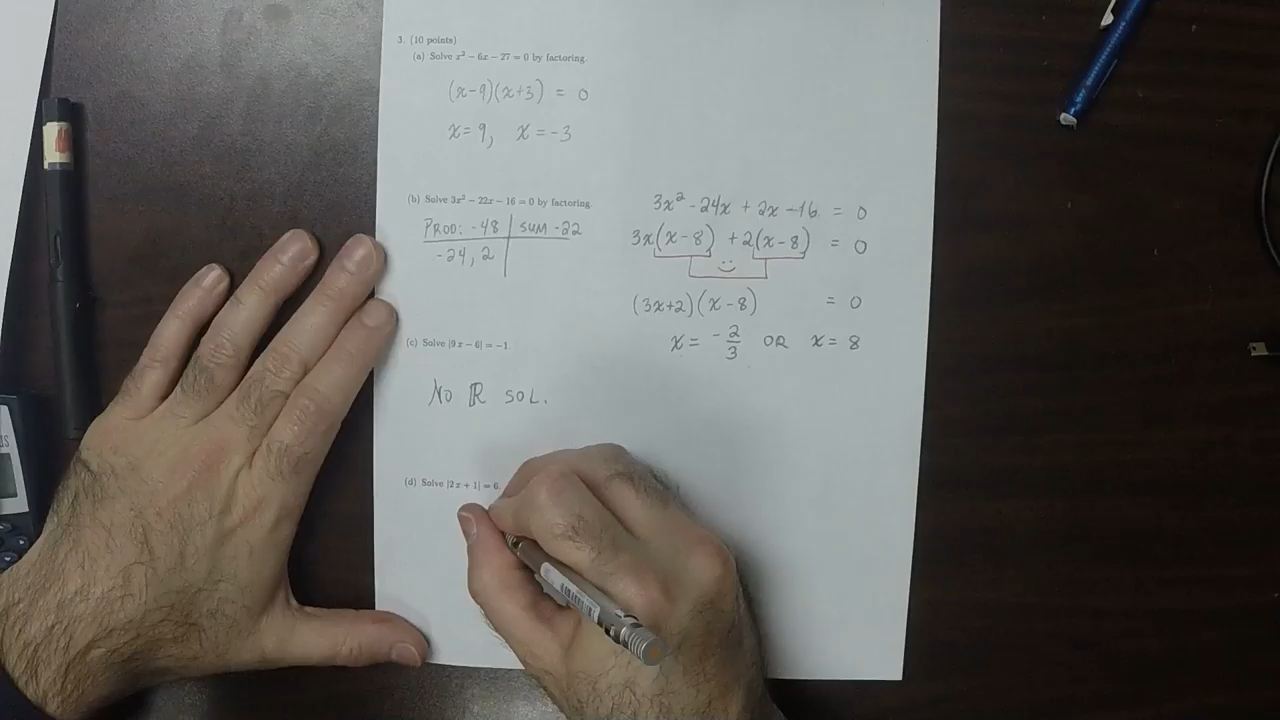 3. (10 points)
(a) Solve x² − 6x − 27 = 0 by factoring.
(x-9)(x+3) = 0
x = 9, x = -3
(b) Solve 3x² − 22x − 16 = 0 by factoring.
PROD: -48 | SUM -22
-24, 2
3x² - 24x + 2x - 16 = 0
3x(x-8) + 2(x-8) = 0
(3x+2)(x-8) = 0
x = -2/3 OR x = 8
(c) Solve |9x − 6| = −1.
No ℝ SOL.
(d) Solve |2x + 1| = 6.